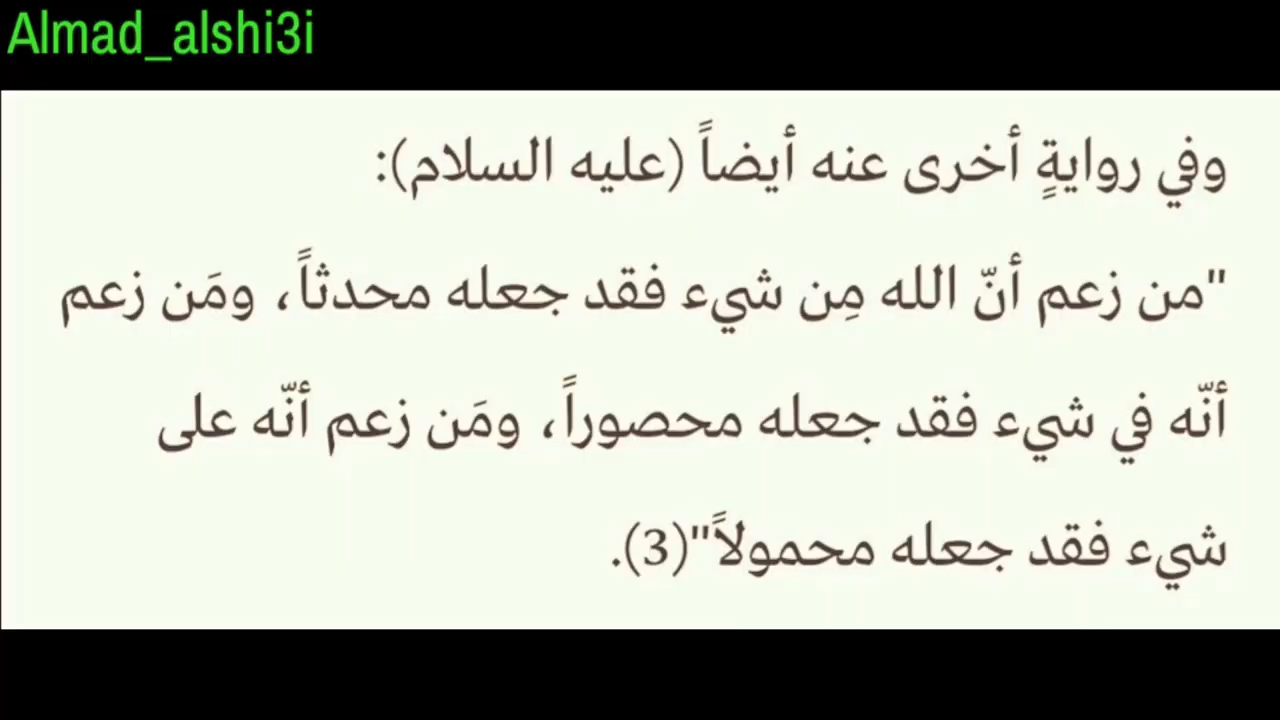 Almad_alshi3i
وفي روايةٍ أخرى عنه أيضاً (عليه السلام):
"من زعم أنّ الله مِن شيء فقد جعله محدثاً، ومَن زعم
أنّه في شيء فقد جعله محصوراً، ومَن زعم أنّه على
شيء فقد جعله محمولاً"(3).